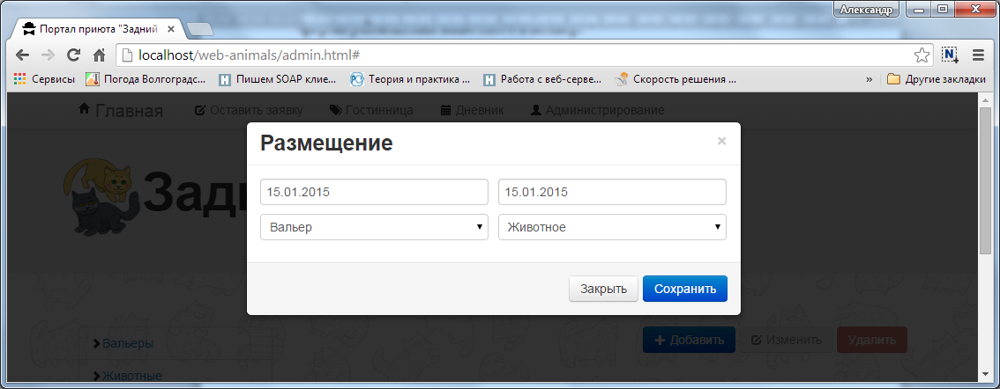 Александр
Портал приюта "Задний
localhost/web-animals/admin.html#
Сервисы Погода Волгоградс... Пишем SOAP клие... Теория и практика ... Работа с веб-серве... Скорость решения ... » Другие закладки
Главная Оставить заявку Гостинница Дневник Администрирование
Размещение ×
Задн
15.01.2015 15.01.2015
Вальер Животное
Закрыть Сохранить
Вальеры Добавить Изменить Удалить
Животные